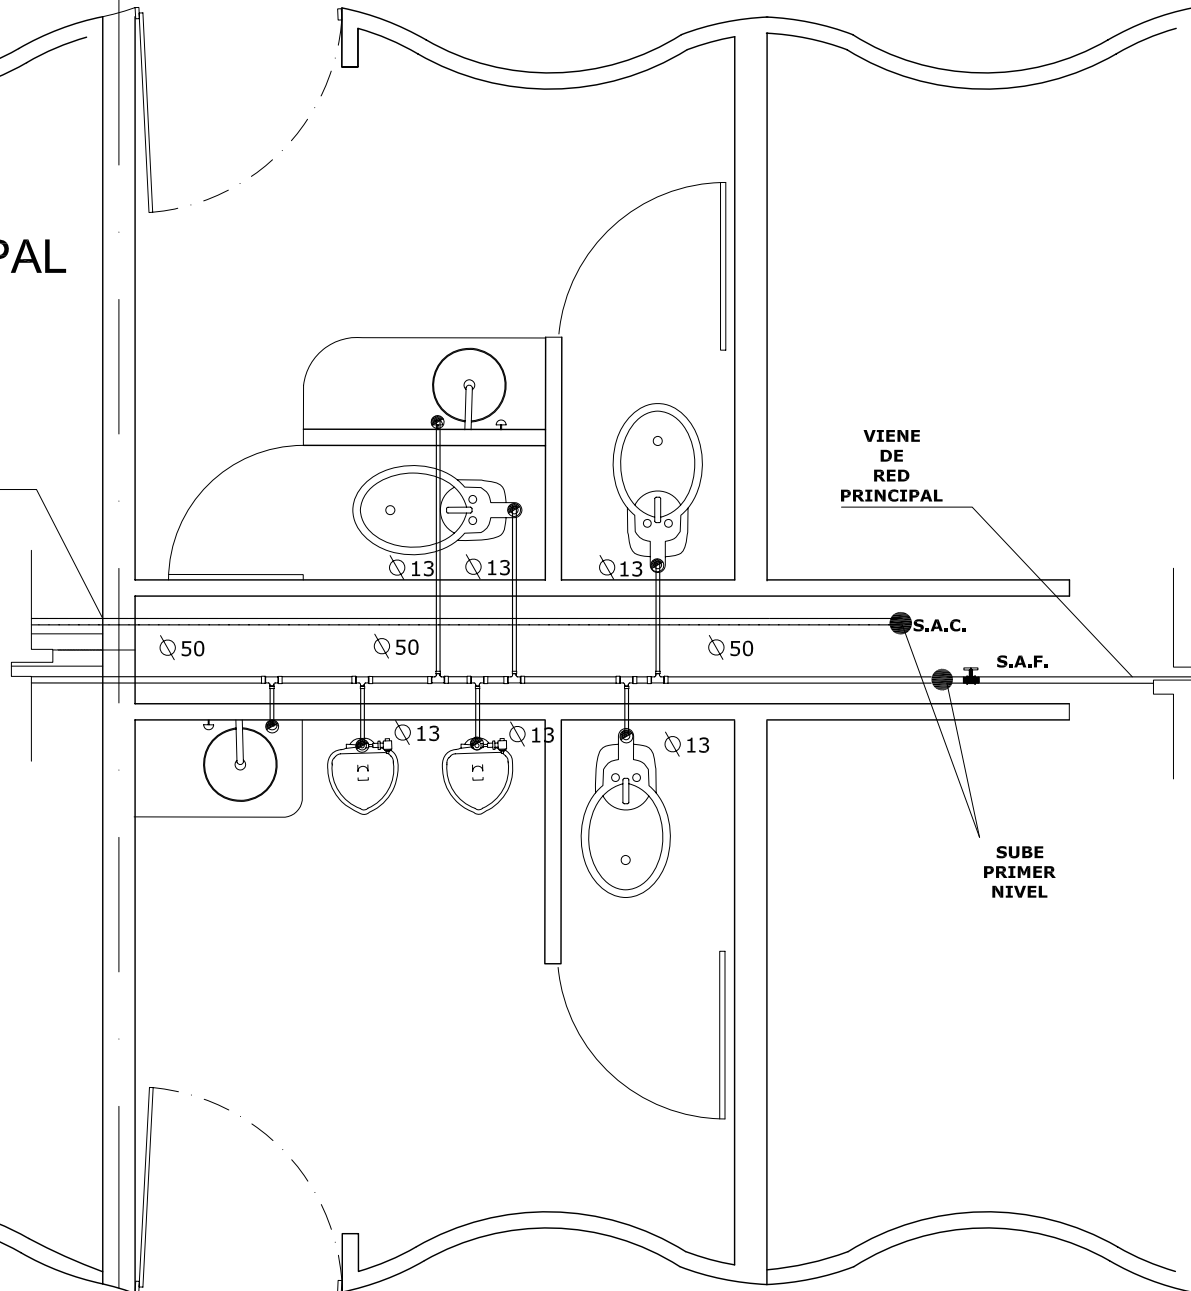 PAL
VIENE
DE
RED
PRINCIPAL
∅ 13
∅ 13
∅ 13
S.A.C.
∅ 50
∅ 50
∅ 50
S.A.F.
∅ 13
∅ 13
∅ 13
SUBE
PRIMER
NIVEL